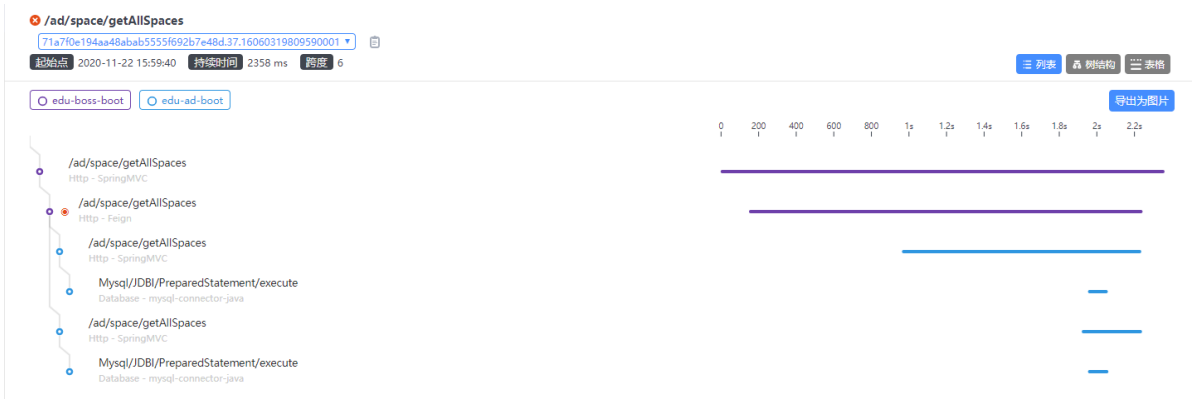 /ad/space/getAllSpaces
71a7f0e194aa48abab5555f692b7e48d.37.16060319809590001
起始点 2020-11-22 15:59:40 持续时间 2358 ms 跨度 6
列表 树结构 表格
edu-boss-boot edu-ad-boot
导出为图片
0 200 400 600 800 1s 1.2s 1.4s 1.6s 1.8s 2s 2.2s
/ad/space/getAllSpaces
Http - SpringMVC
/ad/space/getAllSpaces
Http - Feign
/ad/space/getAllSpaces
Http - SpringMVC
Mysql/JDBI/PreparedStatement/execute
Database - mysql-connector-java
/ad/space/getAllSpaces
Http - SpringMVC
Mysql/JDBI/PreparedStatement/execute
Database - mysql-connector-java